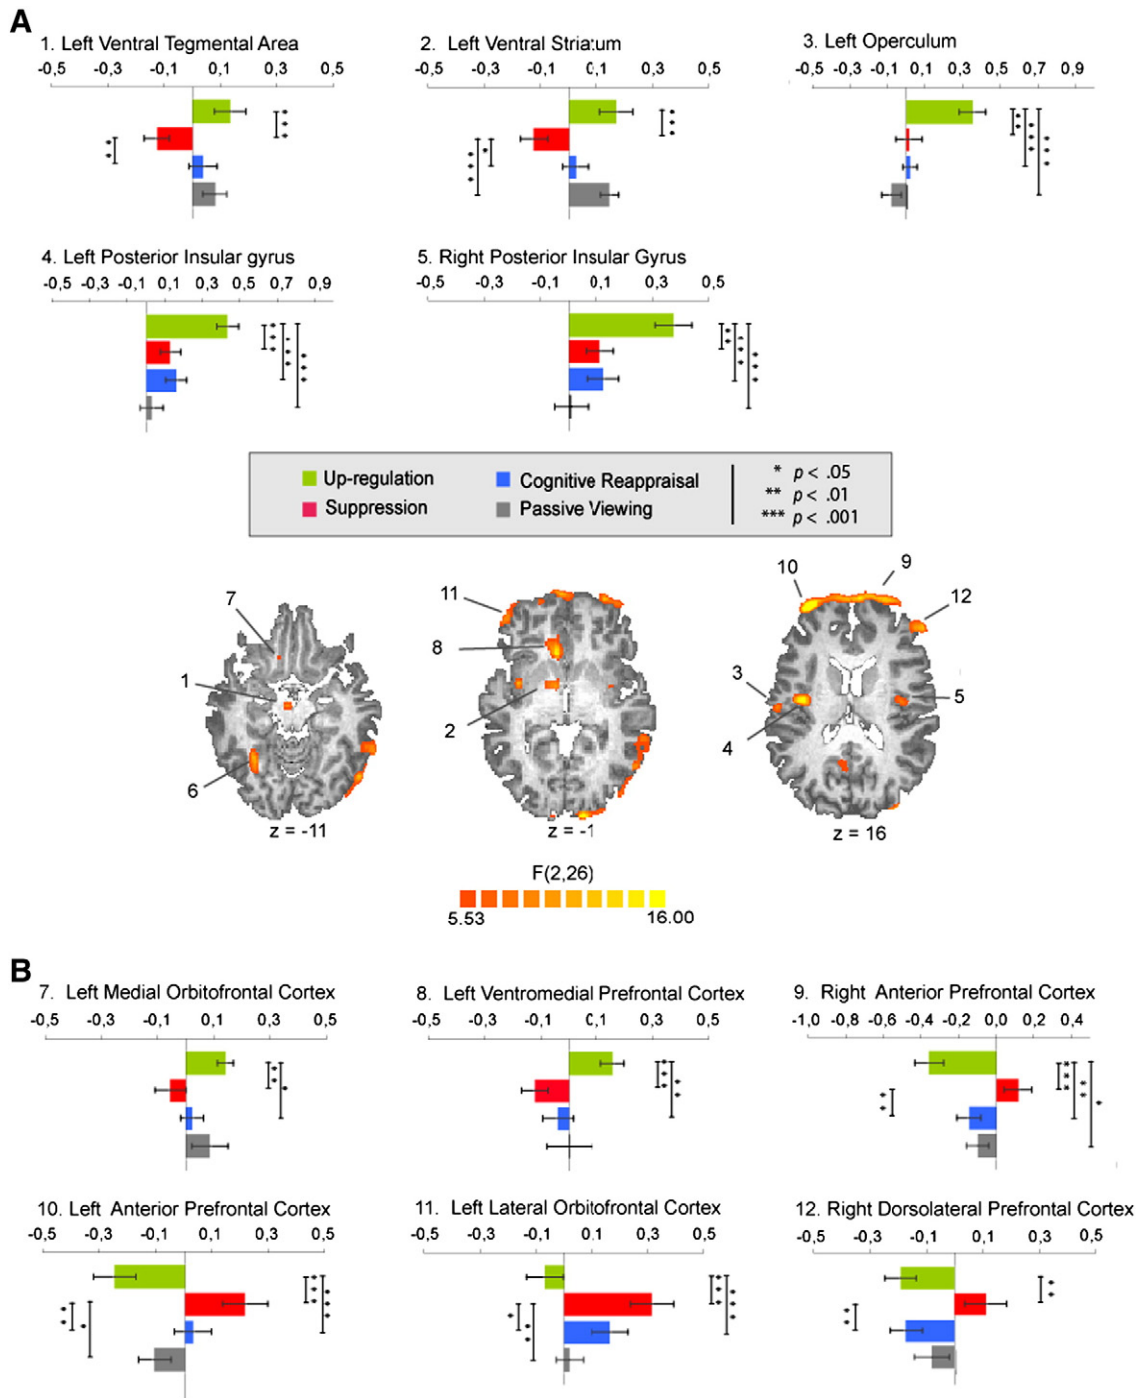 A
1. Left Ventral Tegmental Area
-0,5 -0,3 -0,1 0,1 0,3 0,5
***
**
2. Left Ventral Striatum
-0,5 -0,3 -0,1 0,1 0,3 0,5
***
*
***
3. Left Operculum
-0,5 -0,3 -0,1 0,1 0,3 0,5 0,7 0,9
4. Left Posterior Insular gyrus
-0,5 -0,3 -0,1 0,1 0,3 0,5 0,7 0,9
5. Right Posterior Insular Gyrus
-0,5 -0,3 -0,1 0,1 0,3 0,5
Up-regulation
Suppression
Cognitive Reappraisal
Passive Viewing
* p < .05
** p < .01
*** p < .001
7
1
6
z = -11
11
8
2
z = -1
10
9
12
3
4
5
z = 16
F(2,26)
5.53 16.00
B
7. Left Medial Orbitofrontal Cortex
-0,5 -0,3 -0,1 0,1 0,3 0,5
***
*
8. Left Ventromedial Prefrontal Cortex
-0,5 -0,3 -0,1 0,1 0,3 0,5
***
**
9. Right Anterior Prefrontal Cortex
-1,0 -0,8 -0,6 -0,4 -0,2 0,0 0,2 0,4
***
**
*
**
10. Left Anterior Prefrontal Cortex
-0,5 -0,3 -0,1 0,1 0,3 0,5
***
***
**
*
11. Left Lateral Orbitofrontal Cortex
-0,5 -0,3 -0,1 0,1 0,3 0,5
***
***
*
**
12. Right Dorsolateral Prefrontal Cortex
-0,5 -0,3 -0,1 0,1 0,3 0,5
**
**